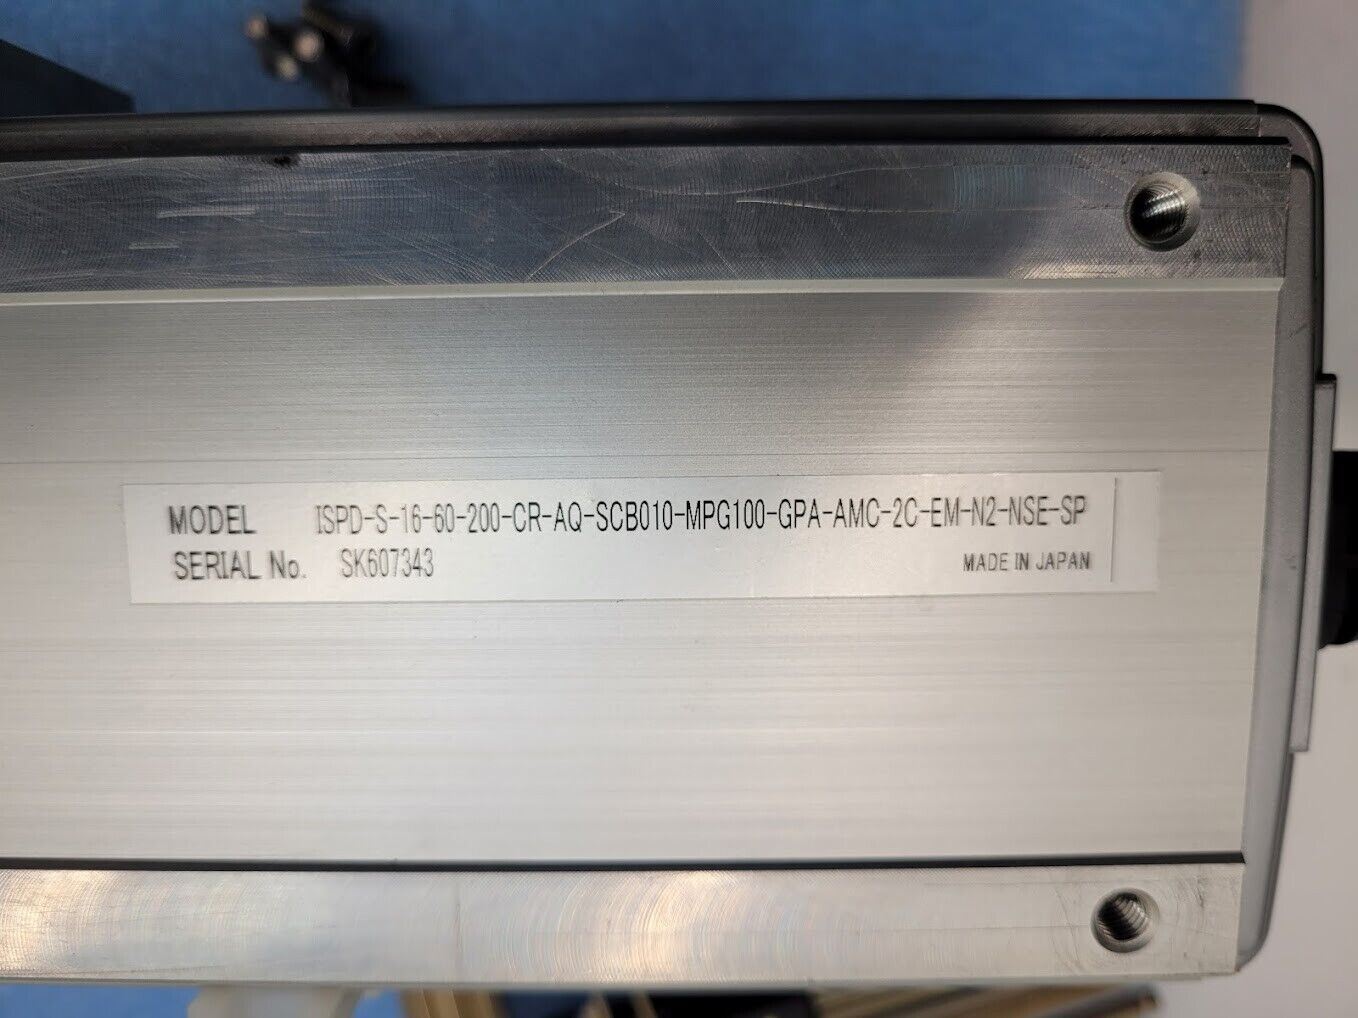 MODEL ISPD-S-16-60-200-CR-AQ-SCB010-MPG100-GPA-AMC-2C-EM-N2-NSE-SP
SERIAL No. SK607343 MADE IN JAPAN